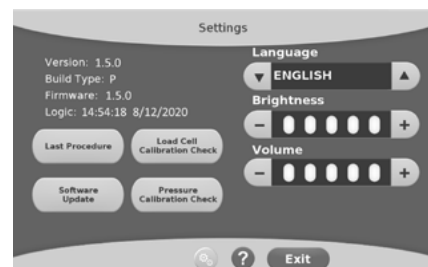 Settings
Version: 1.5.0
Build Type: P
Firmware: 1.5.0
Logic: 14:54:18 8/12/2020
Last Procedure
Load Cell
Calibration Check
Software
Update
Pressure
Calibration Check
Language
ENGLISH
Brightness
−
+
Volume
−
+
?
Exit